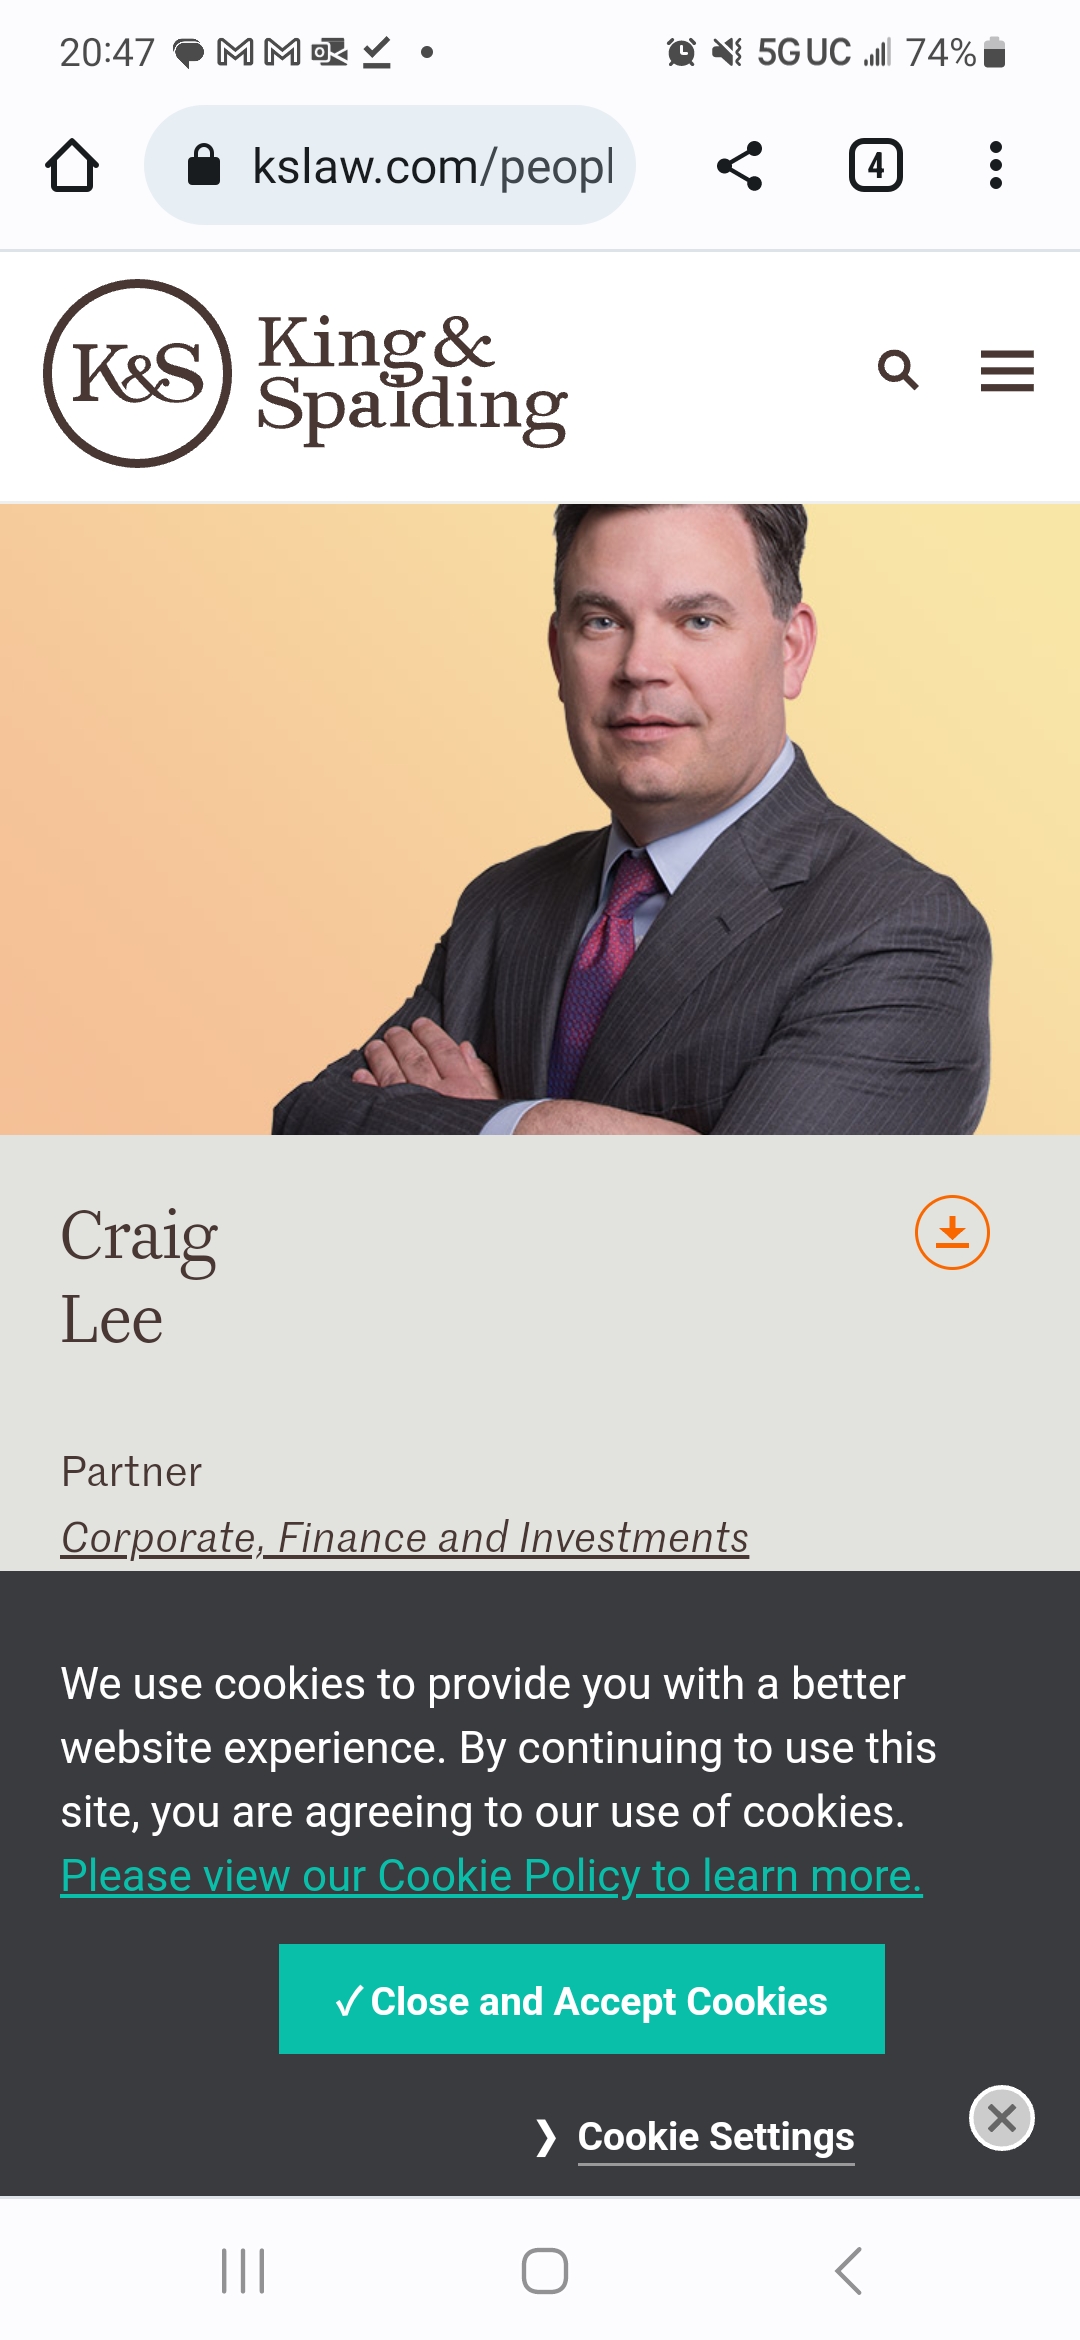 20:47
5G UC 74%
kslaw.com/peopl
4
K&S King &
Spalding
Craig
Lee
Partner
Corporate, Finance and Investments
We use cookies to provide you with a better
website experience. By continuing to use this
site, you are agreeing to our use of cookies.
Please view our Cookie Policy to learn more.
✓ Close and Accept Cookies
❯ Cookie Settings